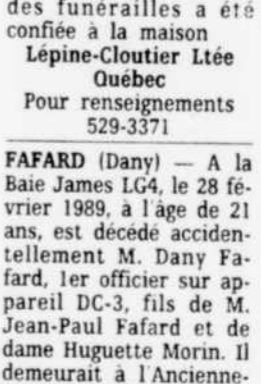 des funérailles a été
confiée à la maison
Lépine-Cloutier Ltée
Québec
Pour renseignements
529-3371
FAFARD (Dany) — A la
Baie James LG4, le 28 fé-
vrier 1989, à l'âge de 21
ans, est décédé acciden-
tellement M. Dany Fa-
fard, 1er officier sur ap-
pareil DC-3, fils de M.
Jean-Paul Fafard et de
dame Huguette Morin. Il
demeurait à l'Ancienne-